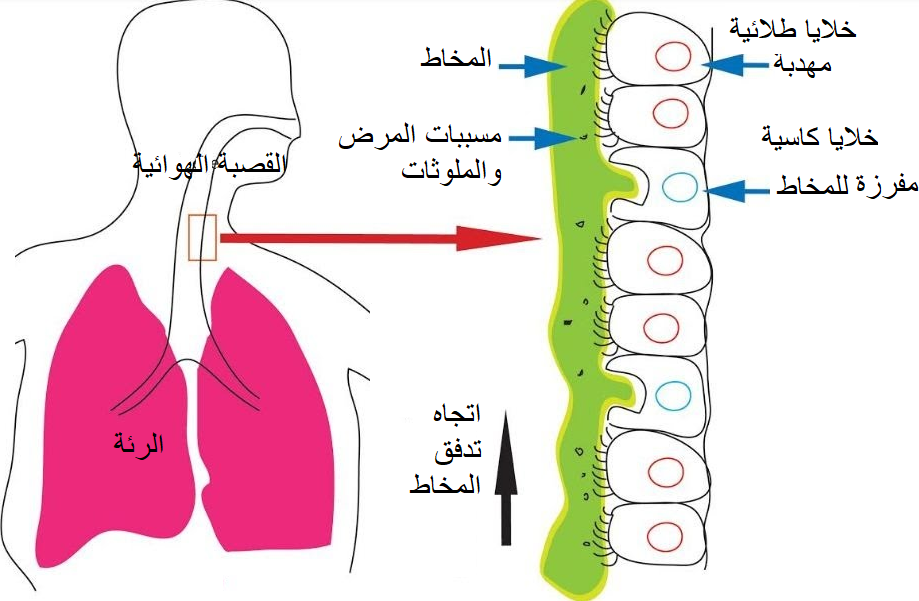 خلايا طلائية
مهدبة
المخاط
مسببات المرض
والملوثات
خلايا كاسية
مفرزة للمخاط
القصبة الهوائية
اتجاه
تدفق
المخاط
الرئة